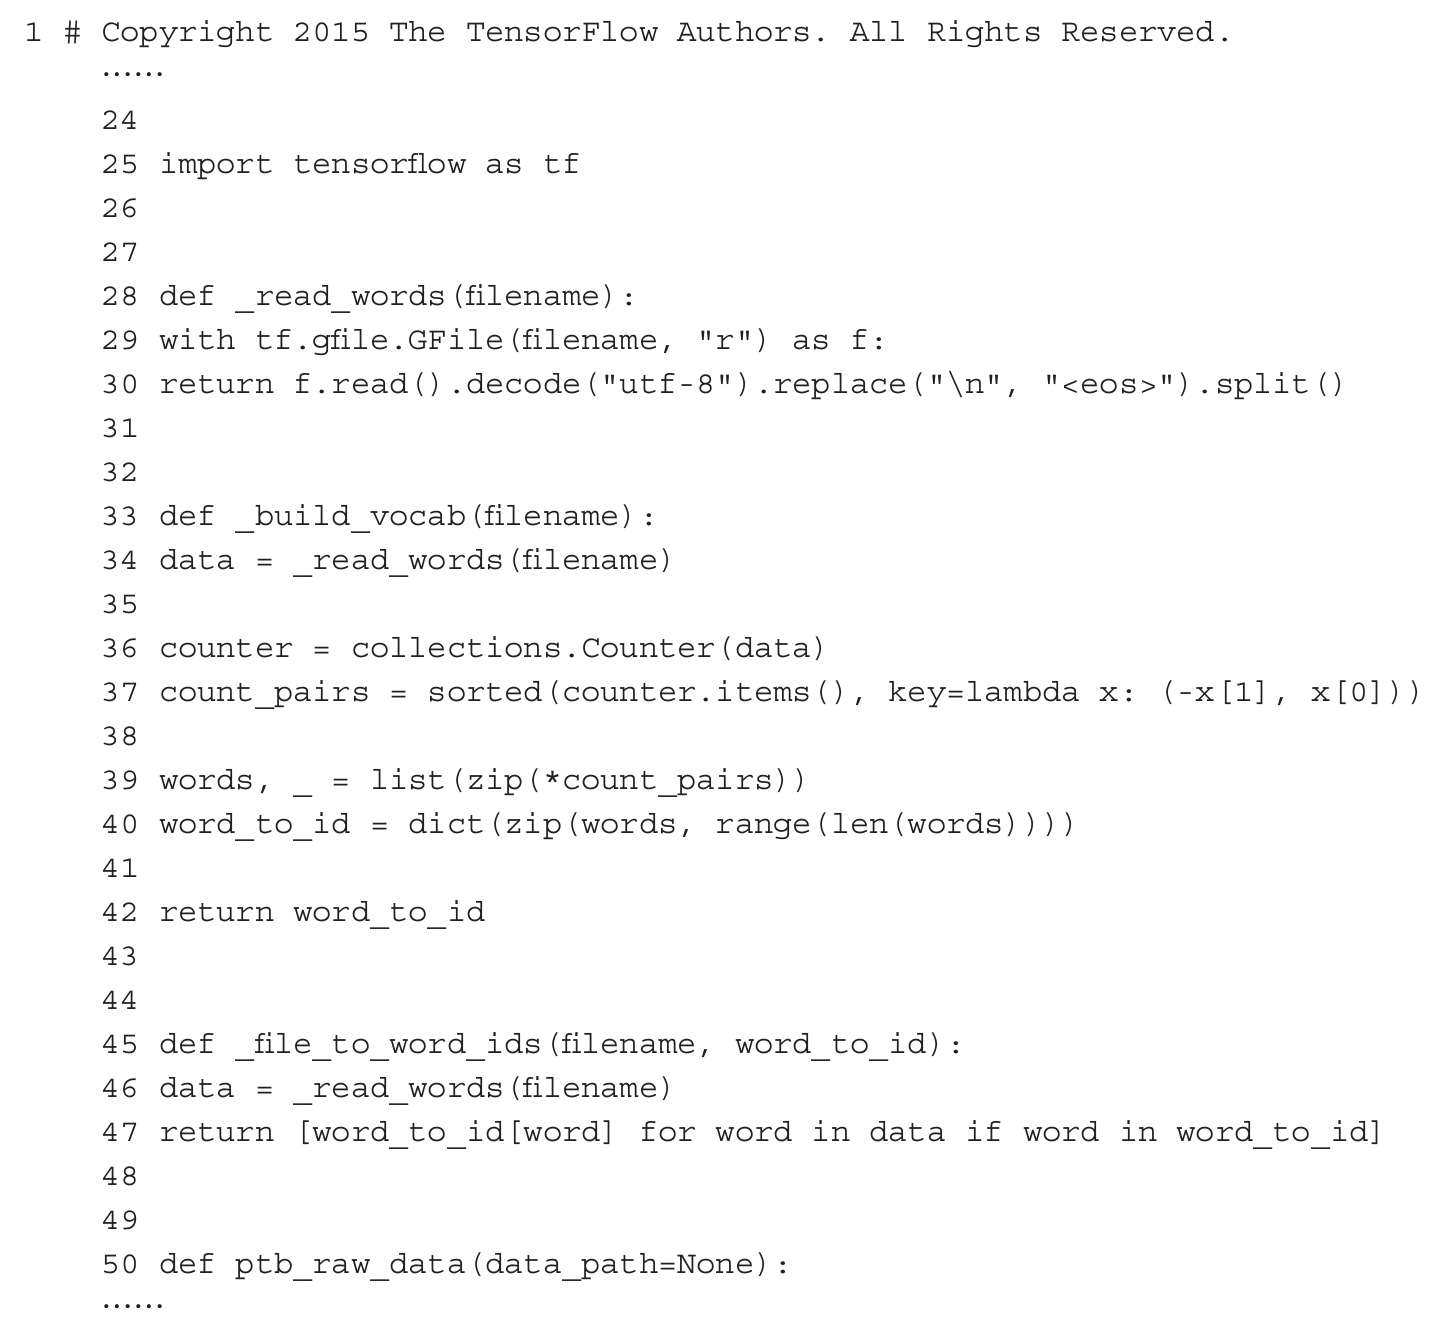 1 # Copyright 2015 The TensorFlow Authors. All Rights Reserved.
......
24
25 import tensorflow as tf
26
27
28 def _read_words(filename):
29 with tf.gfile.GFile(filename, "r") as f:
30 return f.read().decode("utf-8").replace("\n", "<eos>").split()
31
32
33 def _build_vocab(filename):
34 data = _read_words(filename)
35
36 counter = collections.Counter(data)
37 count_pairs = sorted(counter.items(), key=lambda x: (-x[1], x[0]))
38
39 words, _ = list(zip(*count_pairs))
40 word_to_id = dict(zip(words, range(len(words))))
41
42 return word_to_id
43
44
45 def _file_to_word_ids(filename, word_to_id):
46 data = _read_words(filename)
47 return [word_to_id[word] for word in data if word in word_to_id]
48
49
50 def ptb_raw_data(data_path=None):
......